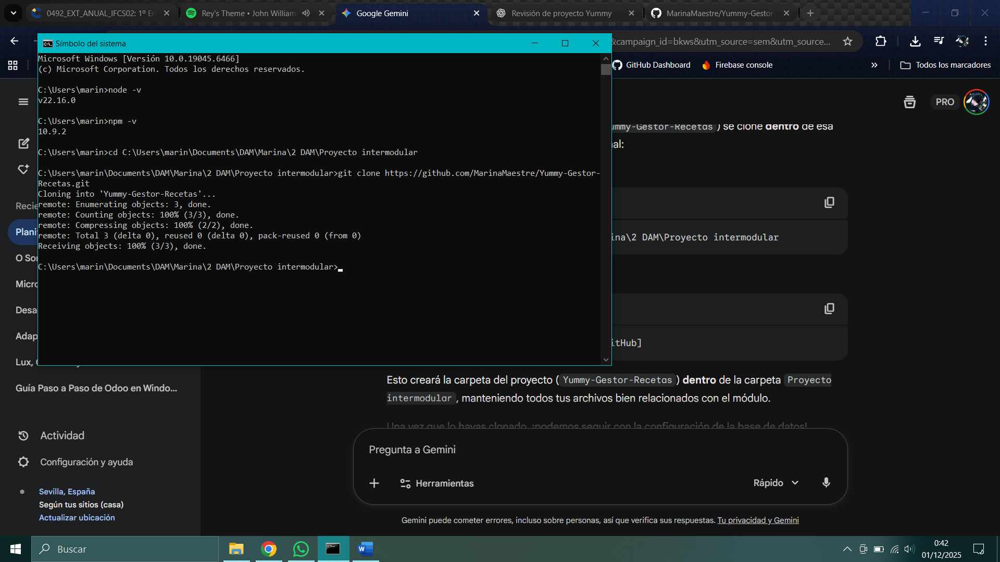 0492_EXT_ANUAL_IFCS02: 1º En
Rey's Theme • John William
Google Gemini
Revisión de proyecto Yummy
MarinaMaestre/Yummy-Gestor-
&campaign_id=bkws&utm_source=sem&utm_source...
GitHub Dashboard
Firebase console
Todos los marcadores
Símbolo del sistema
Microsoft Windows [Versión 10.0.19045.6466]
(c) Microsoft Corporation. Todos los derechos reservados.
C:\Users\marin>node -v
v22.16.0
C:\Users\marin>npm -v
10.9.2
C:\Users\marin>cd C:\Users\marin\Documents\DAM\Marina\2 DAM\Proyecto intermodular
C:\Users\marin\Documents\DAM\Marina\2 DAM\Proyecto intermodular>git clone https://github.com/MarinaMaestre/Yummy-Gestor-
Recetas.git
Cloning into 'Yummy-Gestor-Recetas'...
remote: Enumerating objects: 3, done.
remote: Counting objects: 100% (3/3), done.
remote: Compressing objects: 100% (2/2), done.
remote: Total 3 (delta 0), reused 0 (delta 0), pack-reused 0 (from 0)
Receiving objects: 100% (3/3), done.
C:\Users\marin\Documents\DAM\Marina\2 DAM\Proyecto intermodular>
PRO
ummy-Gestor-Recetas ) se clone dentro de esa
al:
ina\2 DAM\Proyecto intermodular
itHub]
Esto creará la carpeta del proyecto ( Yummy-Gestor-Recetas ) dentro de la carpeta Proyecto
intermodular , manteniendo todos tus archivos bien relacionados con el módulo.
Una vez que lo hayas clonado, ¡podemos seguir con la configuración de la base de datos!
Recie
Plani
O So
Micro
Desa
Adap
Lux,
Guía Paso a Paso de Odoo en Windo...
Actividad
Configuración y ayuda
Sevilla, España
Según tus sitios (casa)
Actualizar ubicación
Pregunta a Gemini
Herramientas
Rápido
Gemini puede cometer errores, incluso sobre personas, así que verifica sus respuestas. Tu privacidad y Gemini
Buscar
0:42
01/12/2025